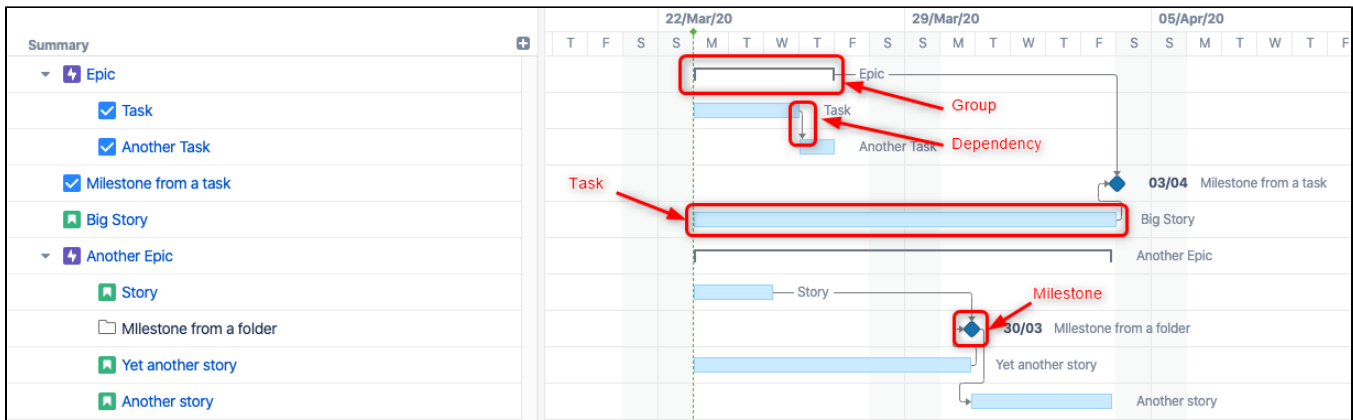 22/Mar/20 29/Mar/20 05/Apr/20
Summary T F S S M T W T F S S M T W T F S S M T W T F
Epic Epic
Group
Task Task
Another Task Another Task Dependency
Milestone from a task Task 03/04 Milestone from a task
Big Story Big Story
Another Epic Another Epic
Story Story Milestone
MIlestone from a folder 30/03 MIlestone from a folder
Yet another story Yet another story
Another story Another story